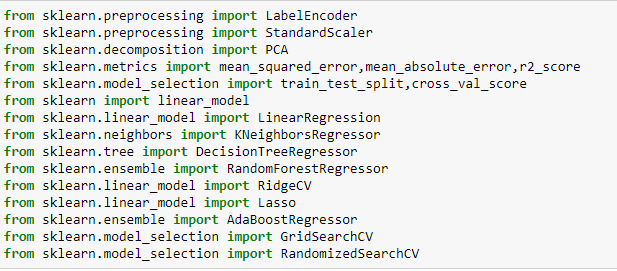 from sklearn.preprocessing import LabelEncoder
from sklearn.preprocessing import StandardScaler
from sklearn.decomposition import PCA
from sklearn.metrics import mean_squared_error,mean_absolute_error,r2_score
from sklearn.model_selection import train_test_split,cross_val_score
from sklearn import linear_model
from sklearn.linear_model import LinearRegression
from sklearn.neighbors import KNeighborsRegressor
from sklearn.tree import DecisionTreeRegressor
from sklearn.ensemble import RandomForestRegressor
from sklearn.linear_model import RidgeCV
from sklearn.linear_model import Lasso
from sklearn.ensemble import AdaBoostRegressor
from sklearn.model_selection import GridSearchCV
from sklearn.model_selection import RandomizedSearchCV